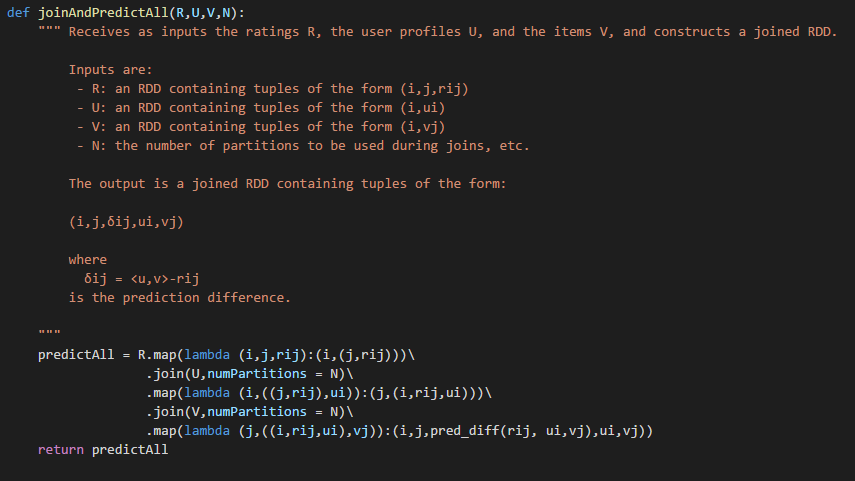 def joinAndPredictAll(R,U,V,N):
    """ Receives as inputs the ratings R, the user profiles U, and the items V, and constructs a joined RDD.

        Inputs are:
         - R: an RDD containing tuples of the form (i,j,rij)
         - U: an RDD containing tuples of the form (i,ui)
         - V: an RDD containing tuples of the form (i,vj)
         - N: the number of partitions to be used during joins, etc.

        The output is a joined RDD containing tuples of the form:

        (i,j,δij,ui,vj)

        where
          δij = <u,v>-rij
        is the prediction difference.

    """
    predictAll = R.map(lambda (i,j,rij):(i,(j,rij)))\
                  .join(U,numPartitions = N)\
                  .map(lambda (i,((j,rij),ui)):(j,(i,rij,ui)))\
                  .join(V,numPartitions = N)\
                  .map(lambda (j,((i,rij,ui),vj)):(i,j,pred_diff(rij, ui,vj),ui,vj))
    return predictAll